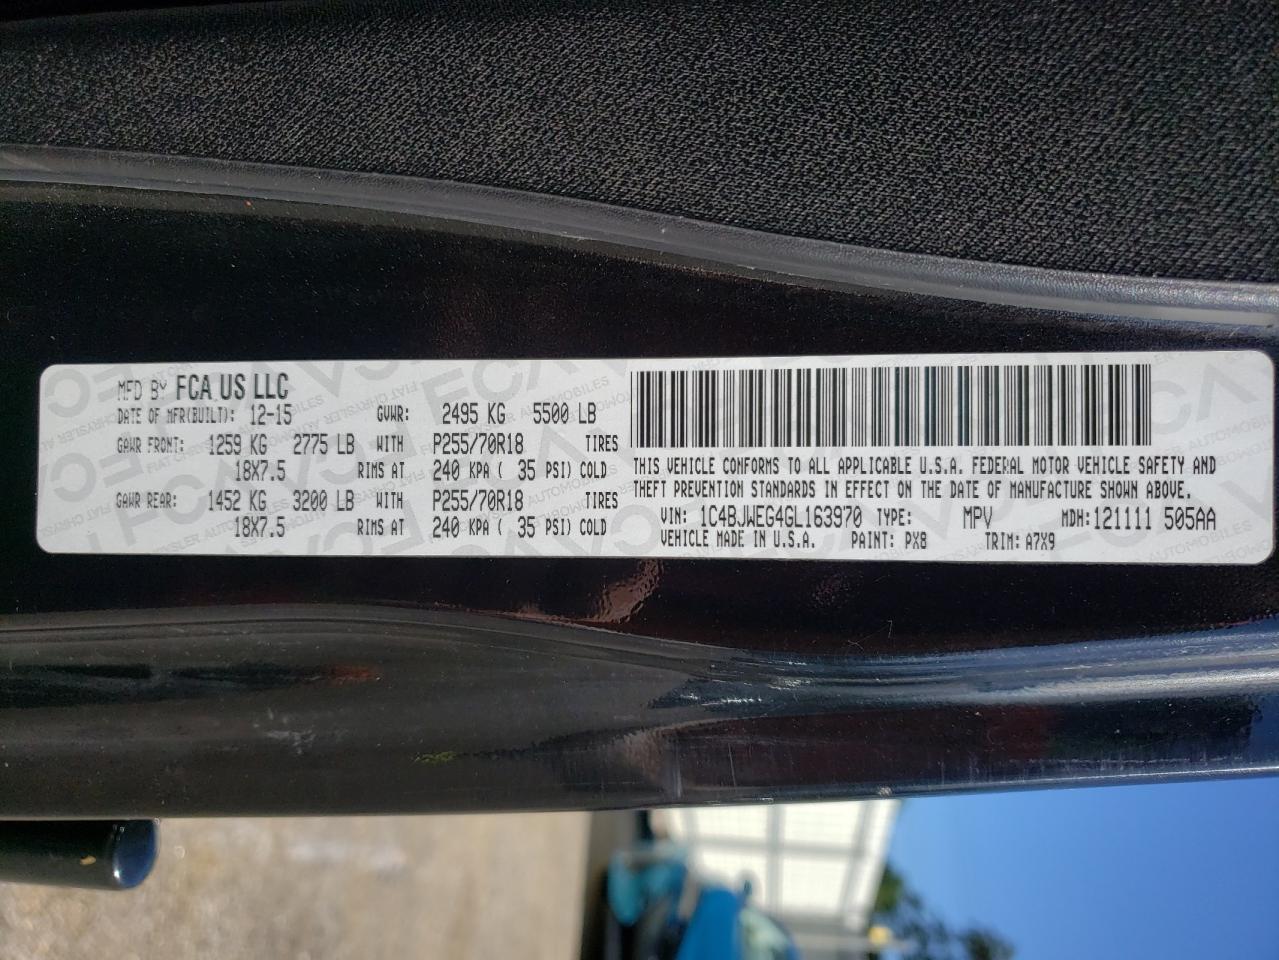 MFD BY FCA US LLC
DATE OF MFR(BUILT): 12-15 GVWR: 2495 KG 5500 LB
GAWR FRONT: 1259 KG 2775 LB WITH P255/70R18 TIRES
18X7.5 RIMS AT 240 KPA ( 35 PSI) COLD
GAWR REAR: 1452 KG 3200 LB WITH P255/70R18 TIRES
18X7.5 RIMS AT 240 KPA ( 35 PSI) COLD
THIS VEHICLE CONFORMS TO ALL APPLICABLE U.S.A. FEDERAL MOTOR VEHICLE SAFETY AND
THEFT PREVENTION STANDARDS IN EFFECT ON THE DATE OF MANUFACTURE SHOWN ABOVE.
VIN: 1C4BJWEG4GL163970 TYPE: MPV MDH:121111 505AA
VEHICLE MADE IN U.S.A. PAINT: PX8 TRIM: A7X9